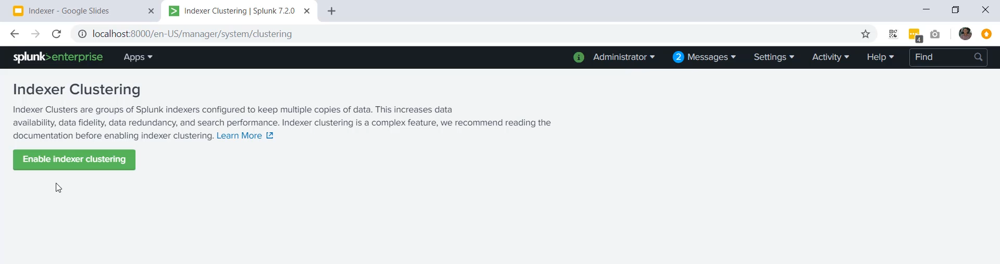 Indexer - Google Slides
Indexer Clustering | Splunk 7.2.0
localhost:8000/en-US/manager/system/clustering
4
splunk>enterprise Apps
i Administrator 2 Messages Settings Activity Help Find
Indexer Clustering
Indexer Clusters are groups of Splunk indexers configured to keep multiple copies of data. This increases data
availability, data fidelity, data redundancy, and search performance. Indexer clustering is a complex feature, we recommend reading the
documentation before enabling indexer clustering. Learn More
Enable indexer clustering